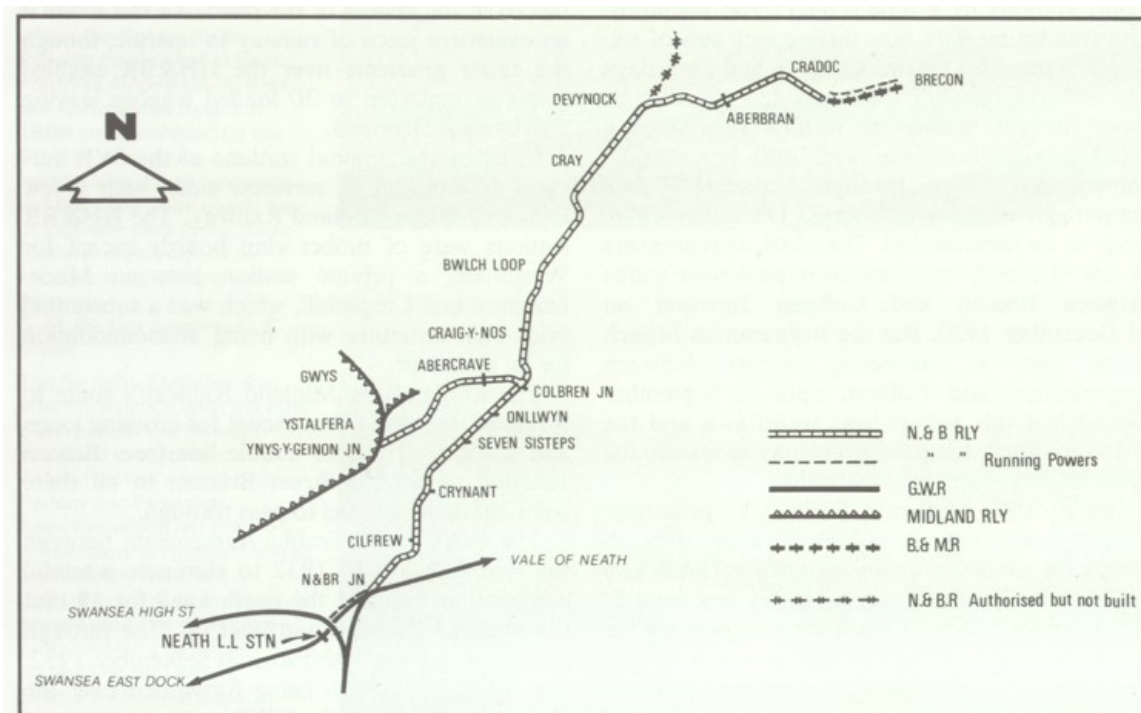 N
CRADOC
BRECON
DEVYNOCK
ABERBRAN
CRAY
BWLCH LOOP
CRAIG-Y-NOS
ABERCRAVE
GWYS
COLBREN JN
YSTALFERA
ONLLWYN
YNYS-Y-GEINON JN.
SEVEN SISTEPS
CRYNANT
CILFREW
VALE OF NEATH
N&BR JN
SWANSEA HIGH ST
NEATH L.L STN
SWANSEA EAST DOCK
N.& B RLY
" " Running Powers
G.W.R
MIDLAND RLY
B.& M.R
N.& B.R Authorised but not built